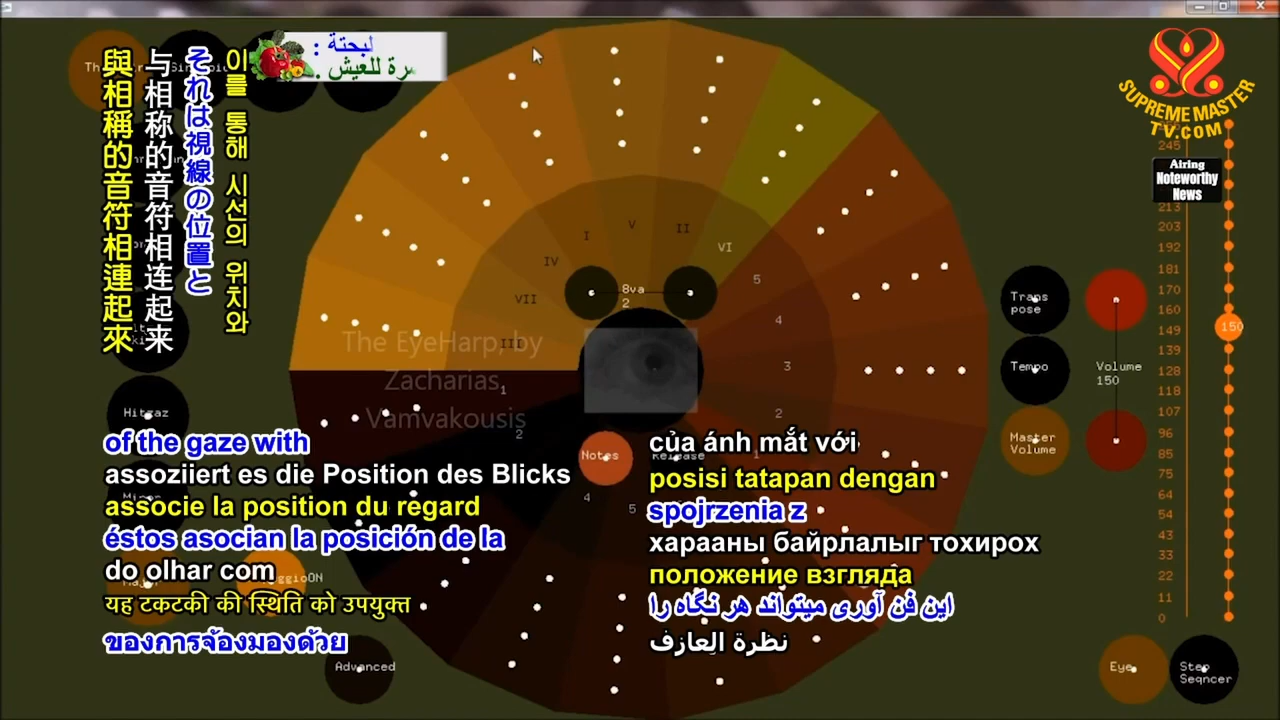 이를 통해 시선의 위치와
それは視線の位置と
与相称的音符相连起来
與相稱的音符相連起來
لبحتة :
رة للعيش .
SUPREME MASTER
TV.COM
Airing
Noteworthy
News
245
213
203
192
181
170
160
149
139
128
118
107
96
85
75
64
54
43
33
22
11
0
150
I
V
II
VI
IV
VII
III
5
4
3
2
1
8va
2
The EyeHarp, by
Zacharias
Vamvakousis
1
2
4
5
Trans
pose
Tempo
Volume
150
Master
Volume
Hitzaz
Notes
Release
of the gaze with
assoziiert es die Position des Blicks
associe la position du regard
éstos asocian la posición de la
do olhar com
यह टकटकी की स्थिति को उपयुक्त
ของการจ้องมองด้วย
của ánh mắt với
posisi tatapan dengan
spojrzenia z
харааны байрлалыг тохирох
положение взгляда
این فن آوری میتواند هر نگاه را
نظرة العازف
Minor
Major
ggioON
Advanced
Eye
Step
Seqncer